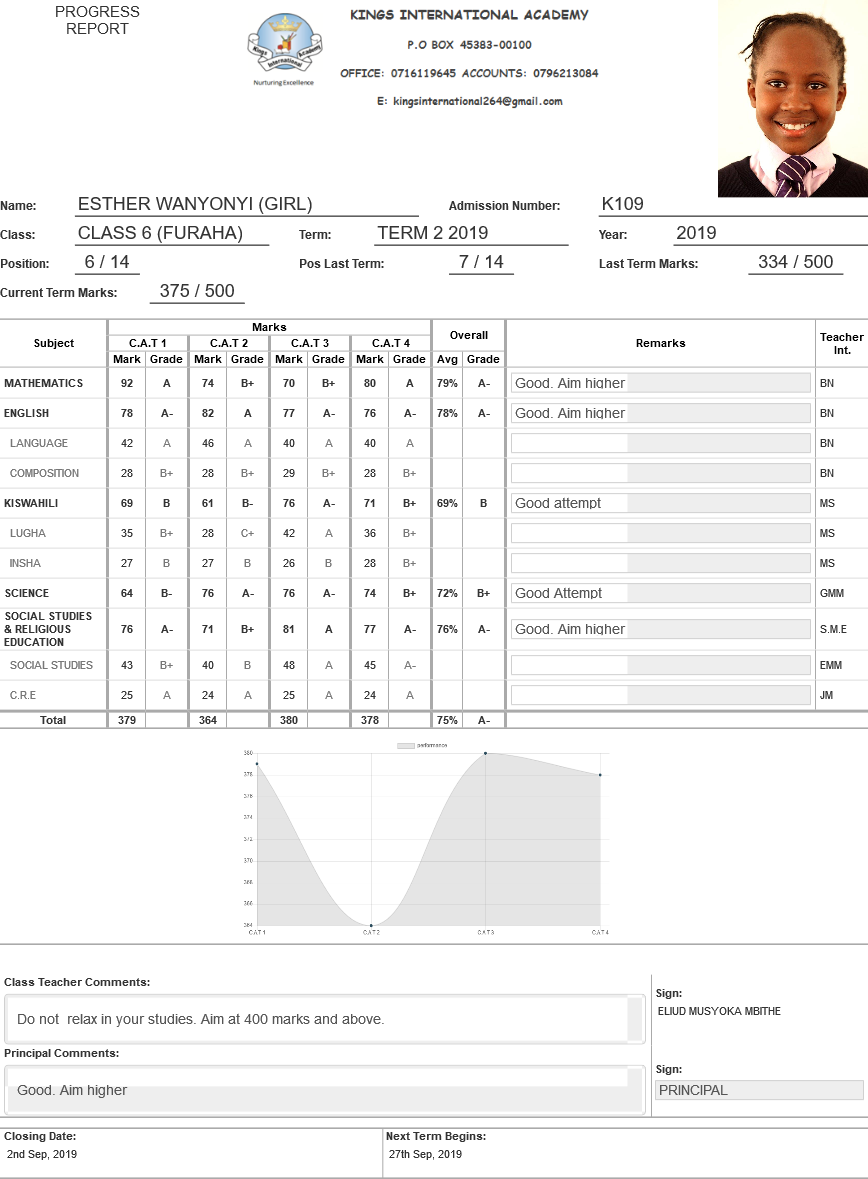 PROGRESS
REPORT
Kings International Academy
Nurturing Excellence
KINGS INTERNATIONAL ACADEMY
P.O BOX 45383-00100
OFFICE: 0716119645 ACCOUNTS: 0796213084
E: kingsinternational264@gmail.com
Name: ESTHER WANYONYI (GIRL) Admission Number: K109
Class: CLASS 6 (FURAHA) Term: TERM 2 2019 Year: 2019
Position: 6 / 14 Pos Last Term: 7 / 14 Last Term Marks: 334 / 500
Current Term Marks: 375 / 500
Subject Marks Overall Remarks Teacher Int.
C.A.T 1 C.A.T 2 C.A.T 3 C.A.T 4
Mark Grade Mark Grade Mark Grade Mark Grade Avg Grade
MATHEMATICS 92 A 74 B+ 70 B+ 80 A 79% A- Good. Aim higher BN
ENGLISH 78 A- 82 A 77 A- 76 A- 78% A- Good. Aim higher BN
LANGUAGE 42 A 46 A 40 A 40 A BN
COMPOSITION 28 B+ 28 B+ 29 B+ 28 B+ BN
KISWAHILI 69 B 61 B- 76 A- 71 B+ 69% B Good attempt MS
LUGHA 35 B+ 28 C+ 42 A 36 B+ MS
INSHA 27 B 27 B 26 B 28 B+ MS
SCIENCE 64 B- 76 A- 76 A- 74 B+ 72% B+ Good Attempt GMM
SOCIAL STUDIES
& RELIGIOUS
EDUCATION 76 A- 71 B+ 81 A 77 A- 76% A- Good. Aim higher S.M.E
SOCIAL STUDIES 43 B+ 40 B 48 A 45 A- EMM
C.R.E 25 A 24 A 25 A 24 A JM
Total 379 364 380 378 75% A-
performance
380
378
376
374
372
370
368
366
364
C.A.T 1 C.A.T 2 C.A.T 3 C.A.T 4
Class Teacher Comments:
Do not relax in your studies. Aim at 400 marks and above.
Sign:
ELIUD MUSYOKA MBITHE
Principal Comments:
Good. Aim higher
Sign:
PRINCIPAL
Closing Date: Next Term Begins:
2nd Sep, 2019 27th Sep, 2019